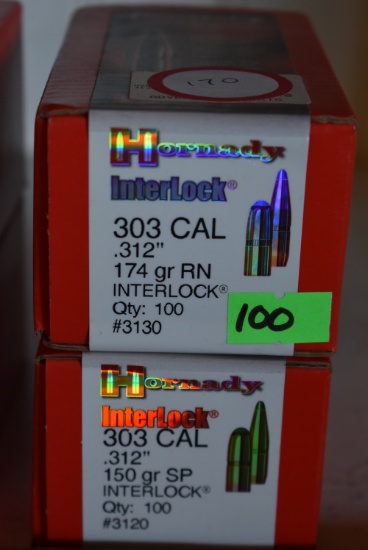 170
Hornady
InterLock®
303 CAL
.312"
174 gr RN
INTERLOCK®
Qty: 100
#3130
100
Hornady
InterLock®
303 CAL
.312"
150 gr SP
INTERLOCK®
Qty: 100
#3120